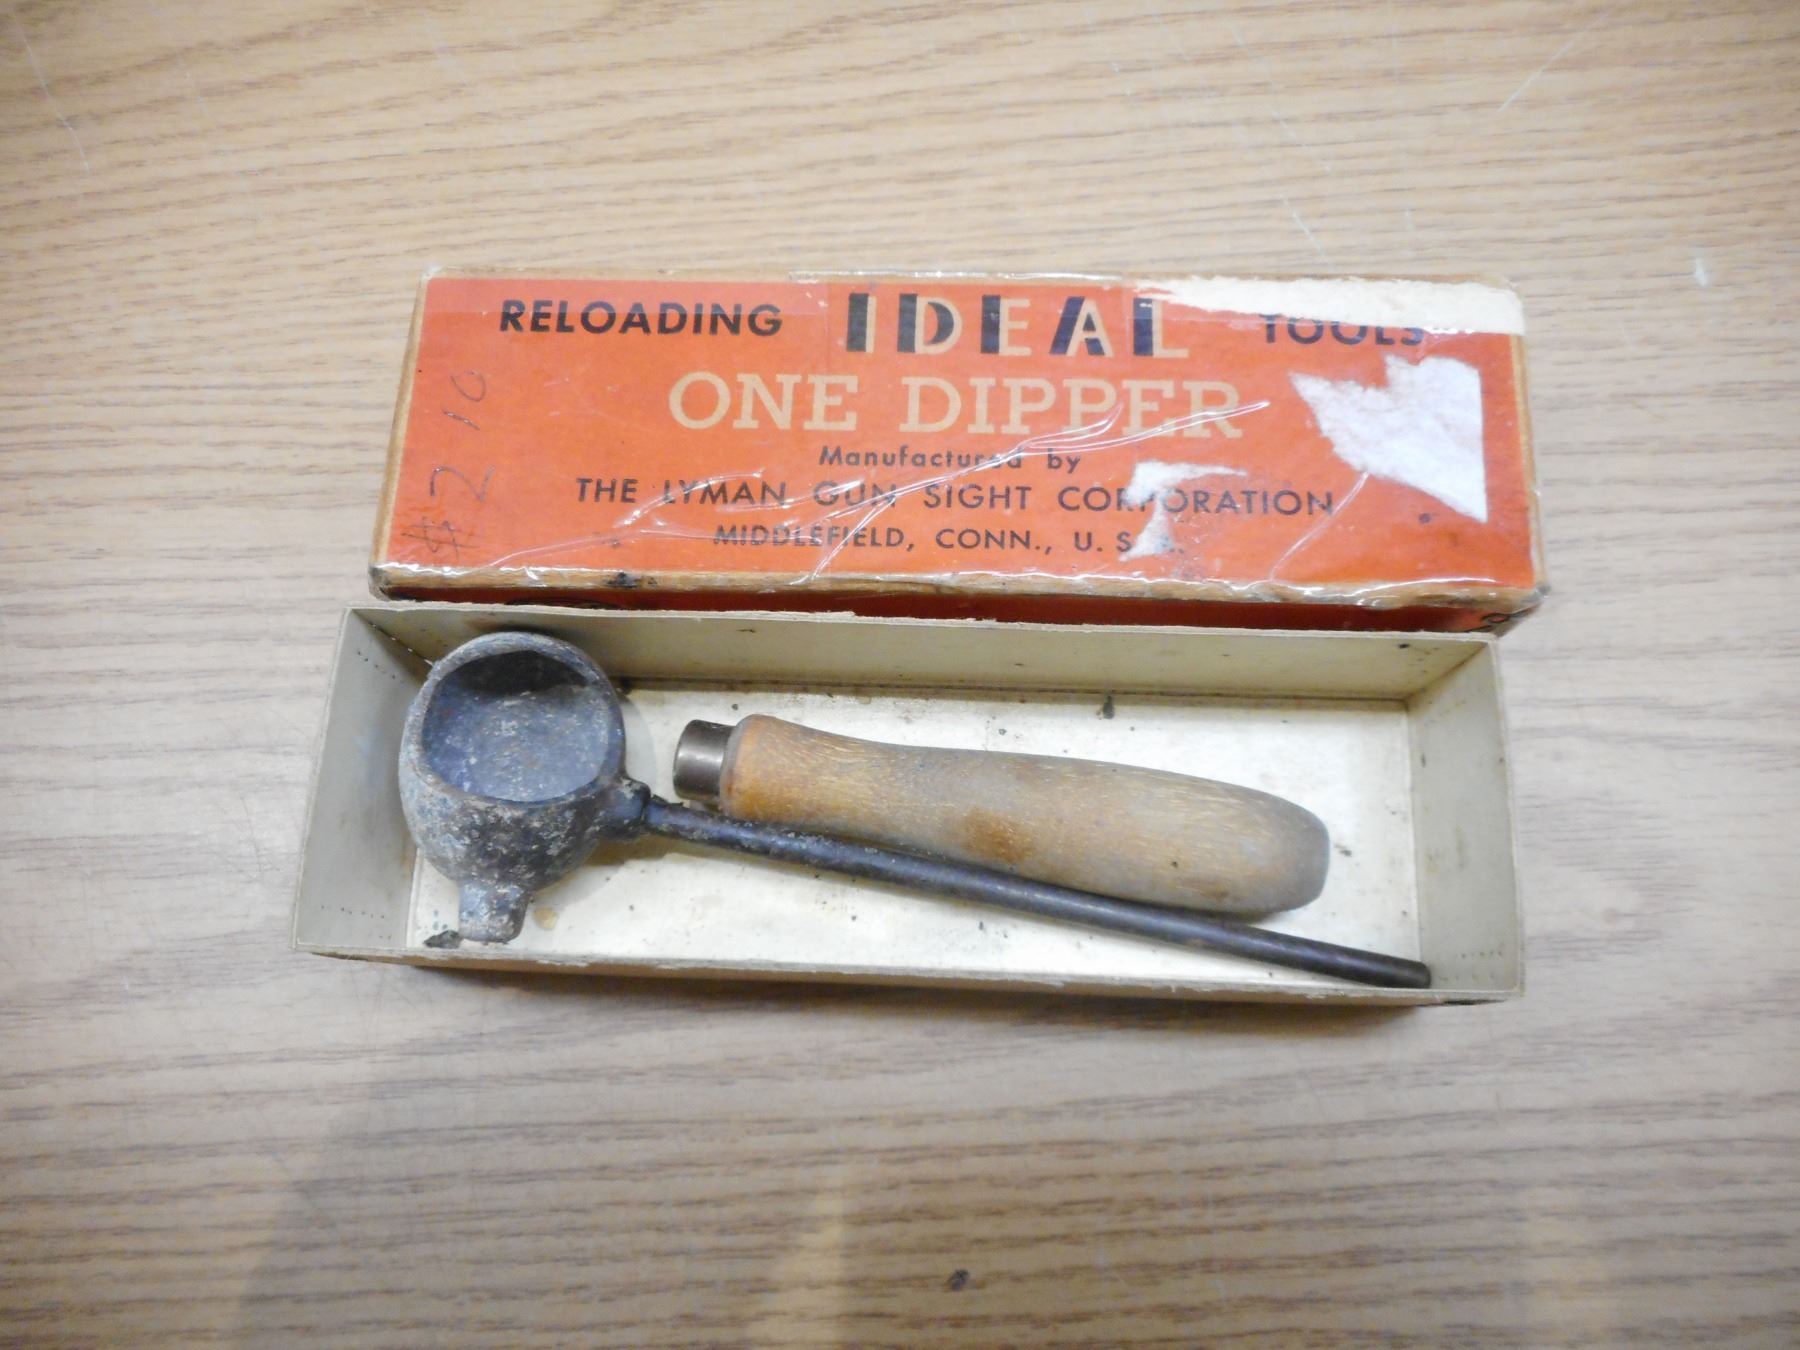 RELOADING IDEAL TOOLS
ONE DIPPER
Manufactured by
THE LYMAN GUN SIGHT CORPORATION
MIDDLEFIELD, CONN., U. S. A.
$2 10